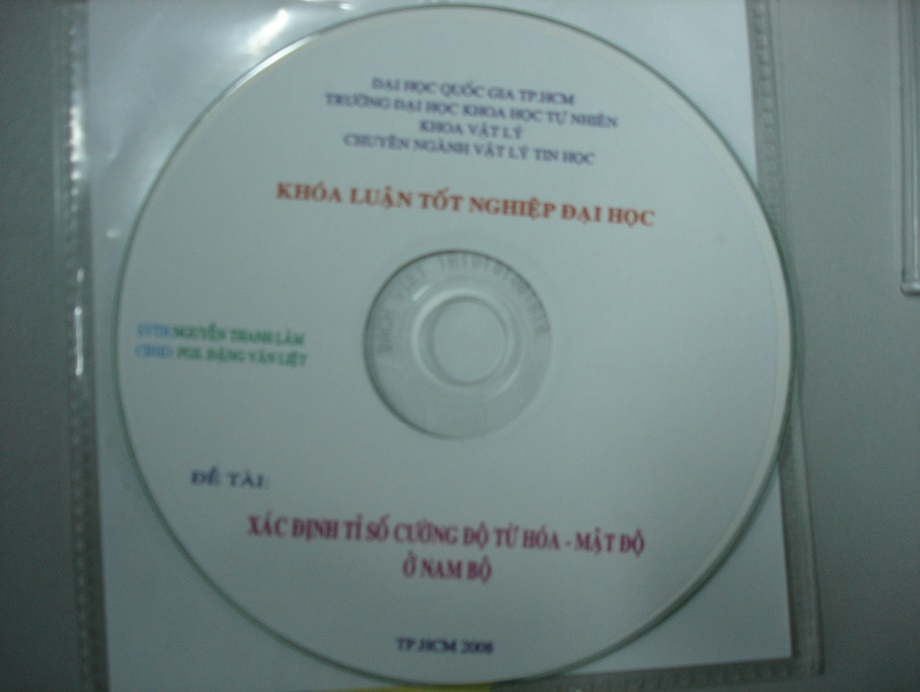 ĐẠI HỌC QUỐC GIA TP.HCM
TRƯỜNG ĐẠI HỌC KHOA HỌC TỰ NHIÊN
KHOA VẬT LÝ
CHUYÊN NGÀNH VẬT LÝ TIN HỌC
KHÓA LUẬN TỐT NGHIỆP ĐẠI HỌC
SVTH: NGUYỄN THANH LÂM
CBHD: PGS. ĐẶNG VĂN LIỆT
ĐỀ TÀI:
XÁC ĐỊNH TỈ SỐ CƯỜNG ĐỘ TỪ HÓA - MẬT ĐỘ
Ở NAM BỘ
TP.HCM 2008